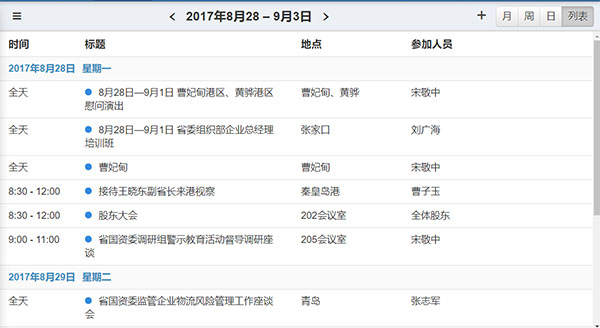 2017年8月28 – 9月3日
月 周 日 列表
时间 标题 地点 参加人员
2017年8月28日 星期一
全天 8月28日—9月1日 曹妃甸港区、黄骅港区 曹妃甸、黄骅 宋敬中
慰问演出
全天 8月28日—9月1日 省委组织部企业总经理 张家口 刘广海
培训班
全天 曹妃甸 曹妃甸 宋敬中
8:30 - 12:00 接待王晓东副省长来港视察 秦皇岛港 曹子玉
8:30 - 12:00 股东大会 202会议室 全体股东
9:00 - 11:00 省国资委调研组警示教育活动督导调研座 205会议室 宋敬中
谈
2017年8月29日 星期二
全天 省国资委监管企业物流风险管理工作座谈 青岛 张志军
会